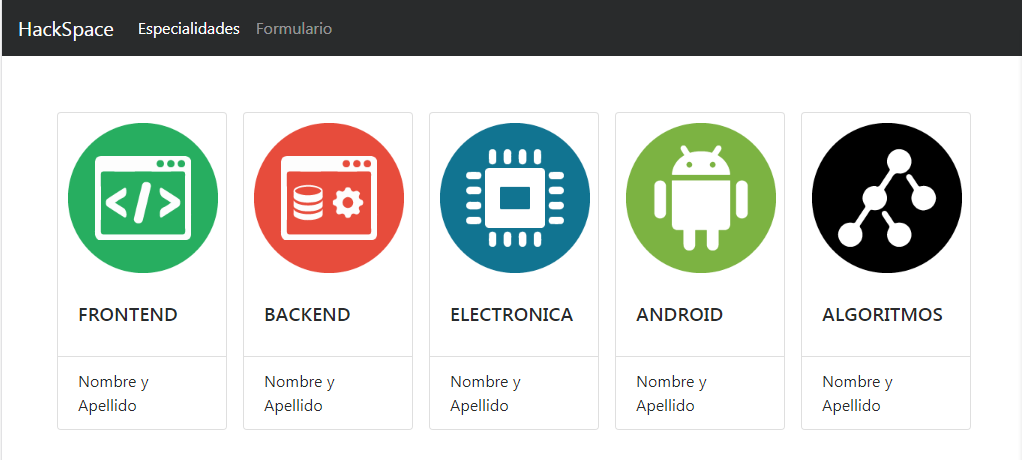 HackSpace Especialidades Formulario
FRONTEND
Nombre y
Apellido
BACKEND
Nombre y
Apellido
ELECTRONICA
Nombre y
Apellido
ANDROID
Nombre y
Apellido
ALGORITMOS
Nombre y
Apellido